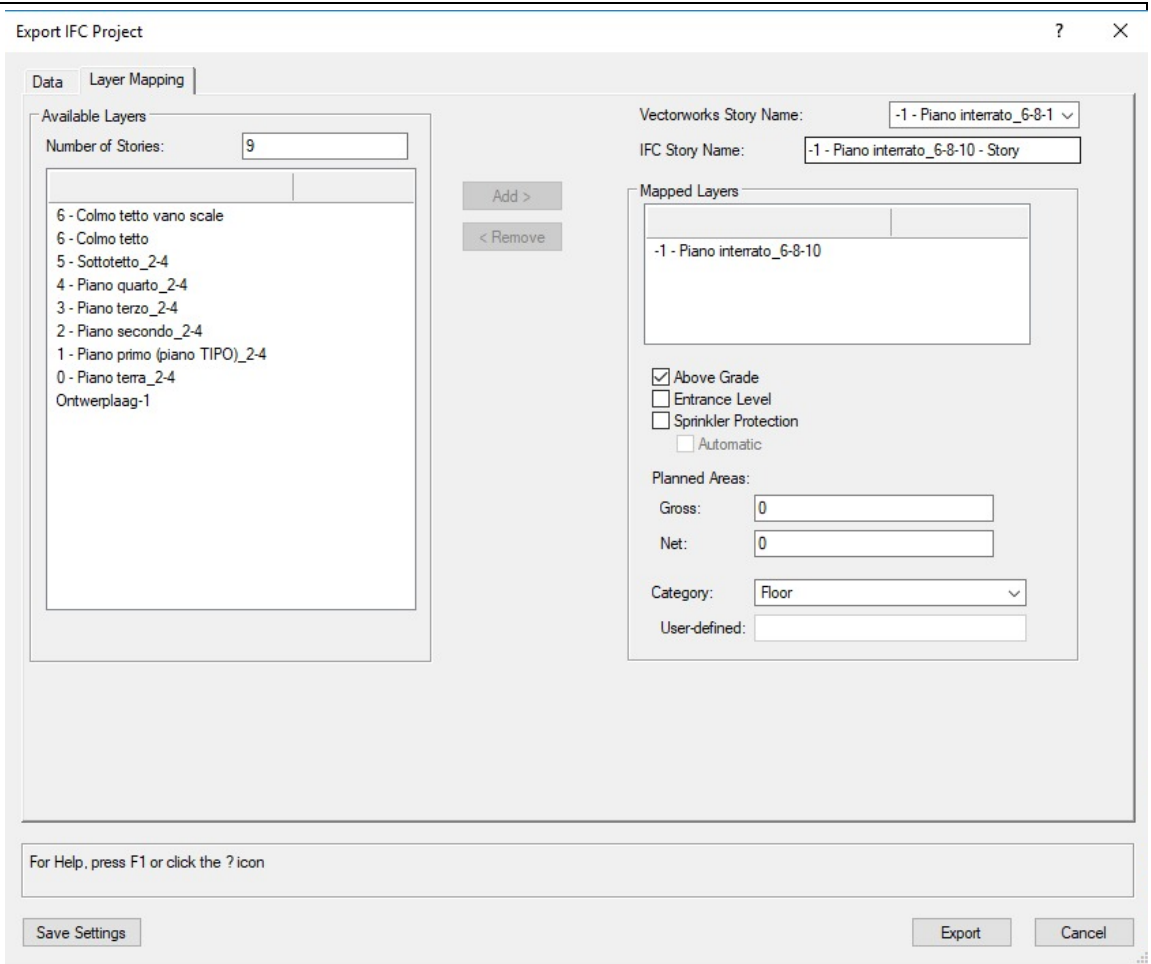 Export IFC Project
?
Data
Layer Mapping
Available Layers
Number of Stories: 9
6 - Colmo tetto vano scale
6 - Colmo tetto
5 - Sottotetto_2-4
4 - Piano quarto_2-4
3 - Piano terzo_2-4
2 - Piano secondo_2-4
1 - Piano primo (piano TIPO)_2-4
0 - Piano terra_2-4
Ontwerplaag-1
Add >
< Remove
Vectorworks Story Name: -1 - Piano interrato_6-8-1
IFC Story Name: -1 - Piano interrato_6-8-10 - Story
Mapped Layers
-1 - Piano interrato_6-8-10
Above Grade
Entrance Level
Sprinkler Protection
Automatic
Planned Areas:
Gross: 0
Net: 0
Category: Floor
User-defined:
For Help, press F1 or click the ? icon
Save Settings
Export
Cancel